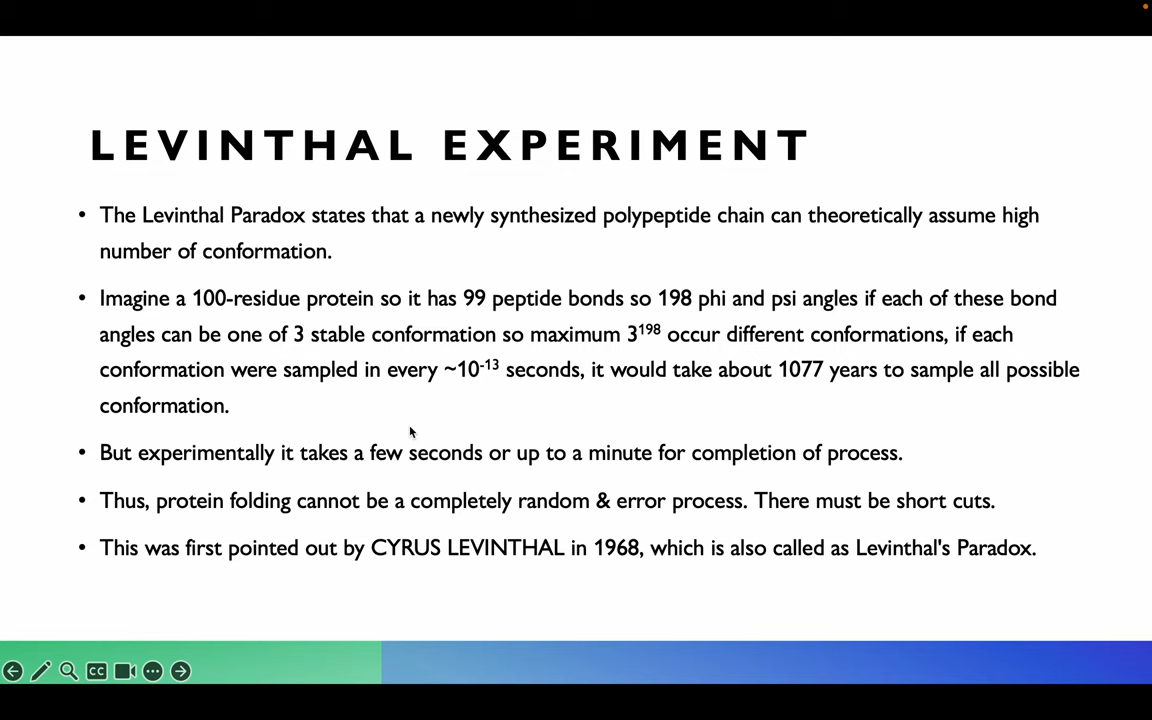 LEVINTHAL EXPERIMENT
• The Levinthal Paradox states that a newly synthesized polypeptide chain can theoretically assume high
number of conformation.
• Imagine a 100-residue protein so it has 99 peptide bonds so 198 phi and psi angles if each of these bond
angles can be one of 3 stable conformation so maximum 3¹⁹⁸ occur different conformations, if each
conformation were sampled in every ~10⁻¹³ seconds, it would take about 1077 years to sample all possible
conformation.
• But experimentally it takes a few seconds or up to a minute for completion of process.
• Thus, protein folding cannot be a completely random & error process. There must be short cuts.
• This was first pointed out by CYRUS LEVINTHAL in 1968, which is also called as Levinthal's Paradox.
CC